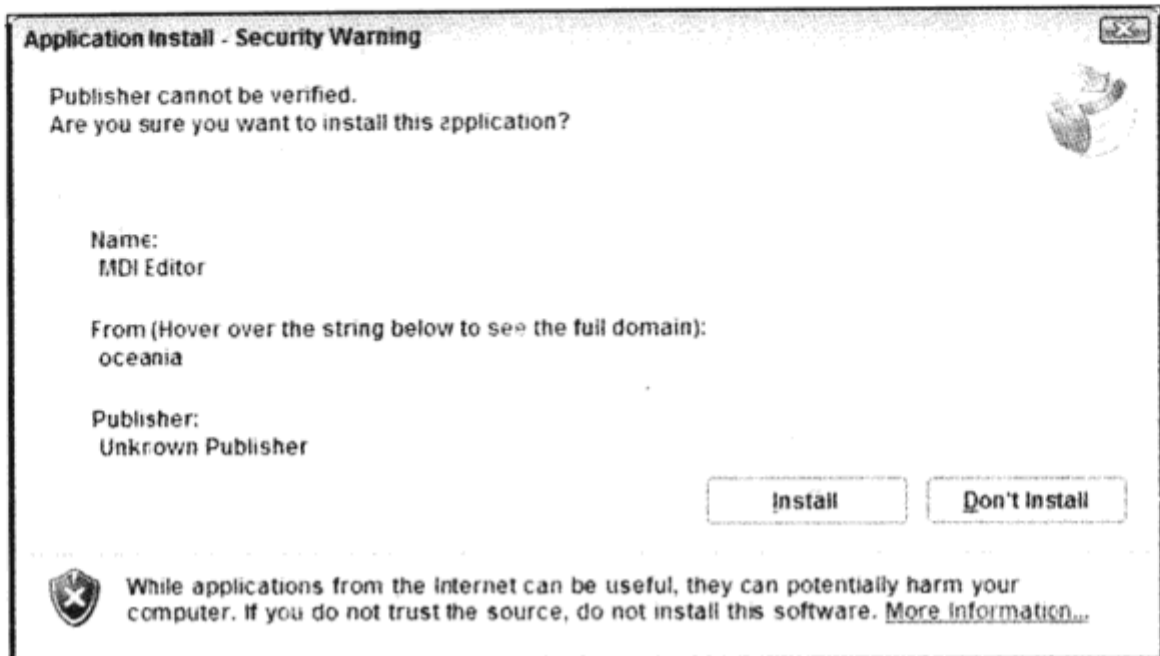 Application Install - Security Warning
Publisher cannot be verified.
Are you sure you want to install this application?
Name:
MDI Editor
From (Hover over the string below to see the full domain):
oceania
Publisher:
Unknown Publisher
Install
Don't Install
While applications from the Internet can be useful, they can potentially harm your
computer. If you do not trust the source, do not install this software. More Information...